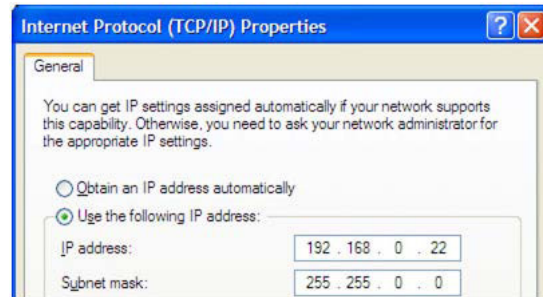 Internet Protocol (TCP/IP) Properties
General
You can get IP settings assigned automatically if your network supports
this capability. Otherwise, you need to ask your network administrator for
the appropriate IP settings.
Obtain an IP address automatically
Use the following IP address:
IP address: 192 . 168 . 0 . 22
Subnet mask: 255 . 255 . 0 . 0